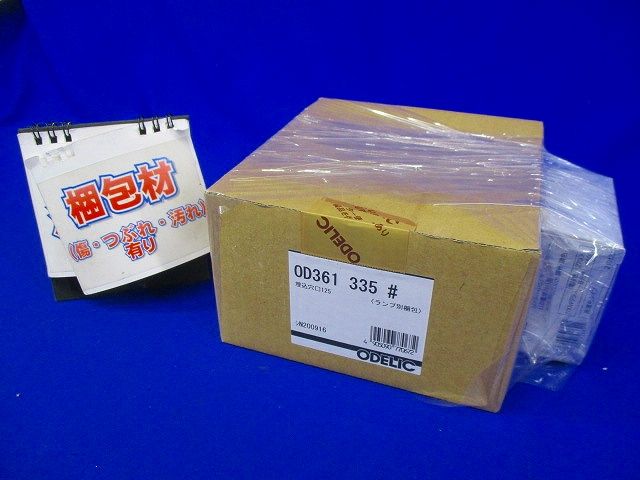 梱包材
(傷・つぶれ・汚れ)
有り
ODELIC
OD361 335 #
埋込穴□125
(ランプ別梱包)
ODELIC